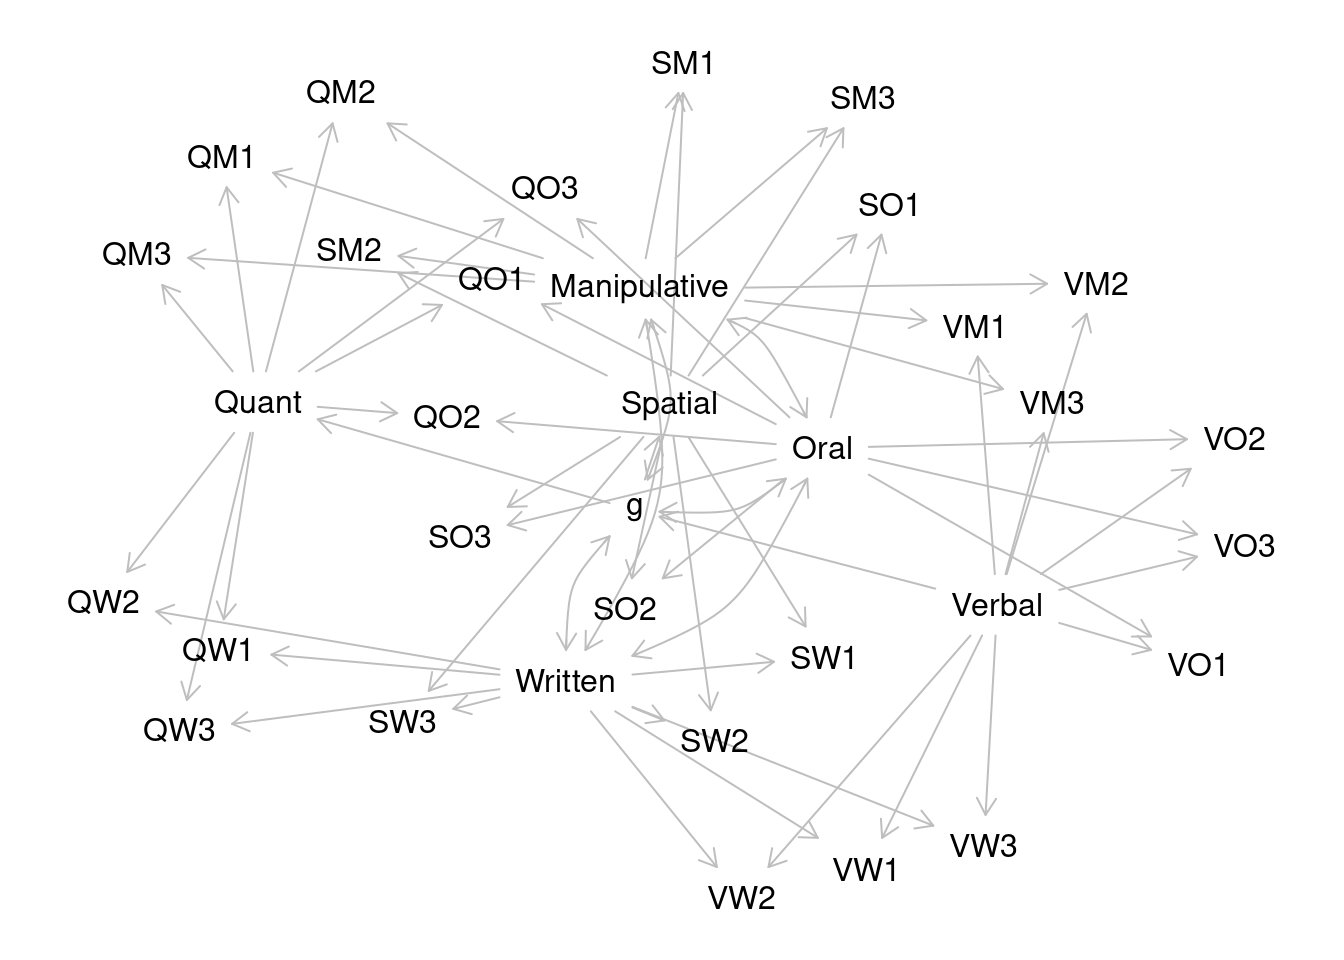 SM1
QM2
SM3
QM1
QO3
SO1
QM3
SM2
QO1
Manipulative
VM2
VM1
Quant
Spatial
VM3
QO2
Oral
VO2
g
SO3
VO3
QW2
SO2
Verbal
QW1
SW1
VO1
Written
QW3
SW3
SW2
VW3
VW1
VW2